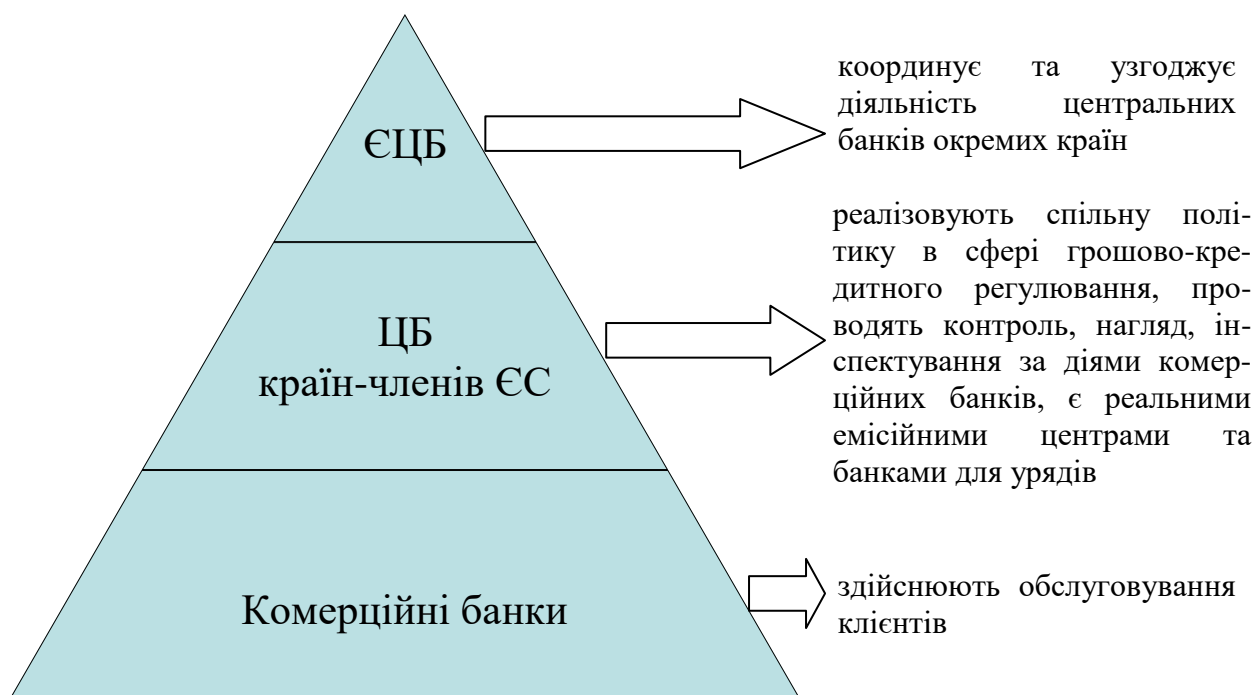 ЄЦБ
координує та узгоджує
діяльність центральних
банків окремих країн
ЦБ
країн-членів ЄС
реалізовують спільну полі-
тику в сфері грошово-кре-
дитного регулювання, про-
водять контроль, нагляд, ін-
спектування за діями комер-
ційних банків, є реальними
емісійними центрами та
банками для урядів
Комерційні банки
здійснюють обслуговування
клієнтів